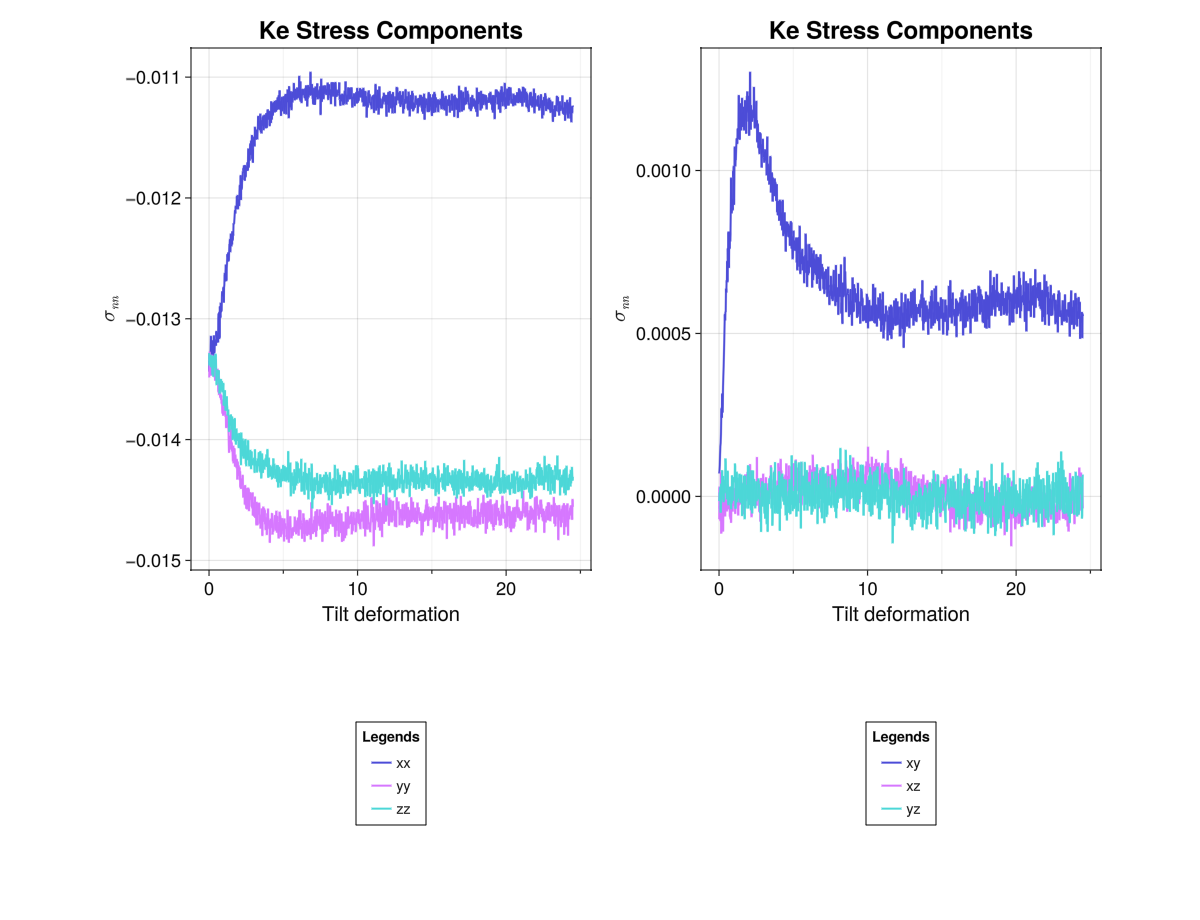 Ke Stress Components
σnn
−0.011
−0.012
−0.013
−0.014
−0.015
0 10 20
Tilt deformation
Legends
xx
yy
zz
Ke Stress Components
σnn
0.0010
0.0005
0.0000
0 10 20
Tilt deformation
Legends
xy
xz
yz